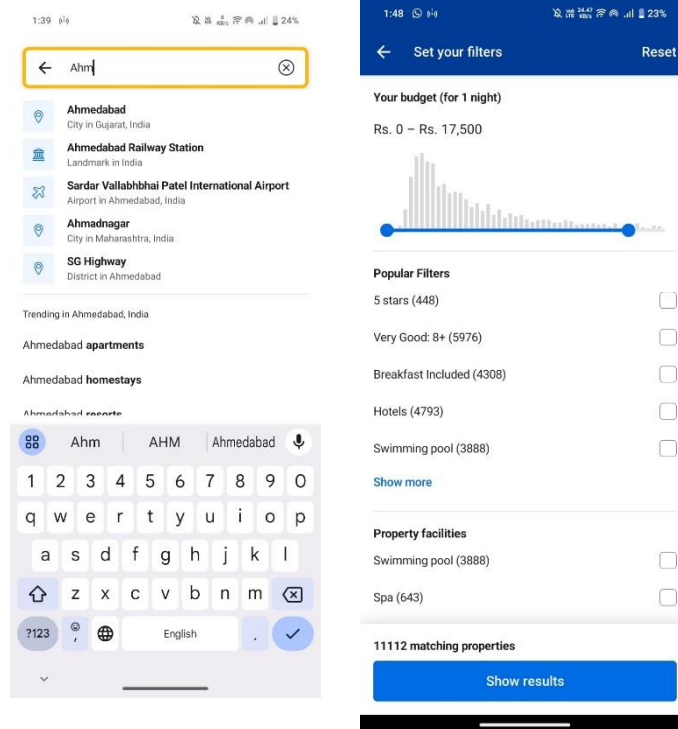 1:39
24%
Ahm
Ahmedabad
City in Gujarat, India
Ahmedabad Railway Station
Landmark in India
Sardar Vallabhbhai Patel International Airport
Airport in Ahmedabad, India
Ahmadnagar
City in Maharashtra, India
SG Highway
District in Ahmedabad
Trending in Ahmedabad, India
Ahmedabad apartments
Ahmedabad homestays
Ahmedabad resorts
Ahm AHM Ahmedabad
1 2 3 4 5 6 7 8 9 0
q w e r t y u i o p
a s d f g h j k l
z x c v b n m
?123 , English .
1:48
24.47 KB/s 23%
Set your filters Reset
Your budget (for 1 night)
Rs. 0 – Rs. 17,500
Popular Filters
5 stars (448)
Very Good: 8+ (5976)
Breakfast Included (4308)
Hotels (4793)
Swimming pool (3888)
Show more
Property facilities
Swimming pool (3888)
Spa (643)
11112 matching properties
Show results